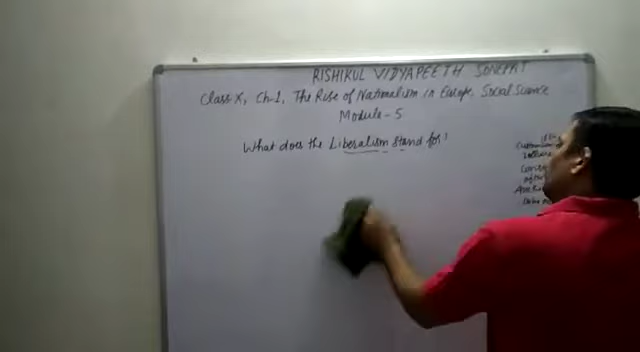 RISHIKUL VIDYAPEETH SONEPAT
Class X, Ch-1, The Rise of Nationalism in Europe, Social Science
Module-5
What does the Liberalism Stand for?